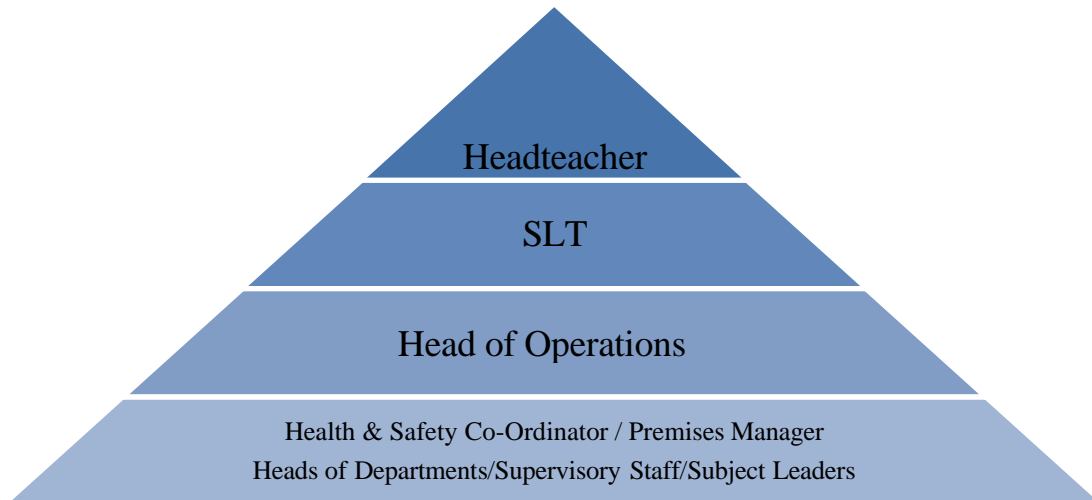 Headteacher
SLT
Head of Operations
Health & Safety Co-Ordinator / Premises Manager
Heads of Departments/Supervisory Staff/Subject Leaders